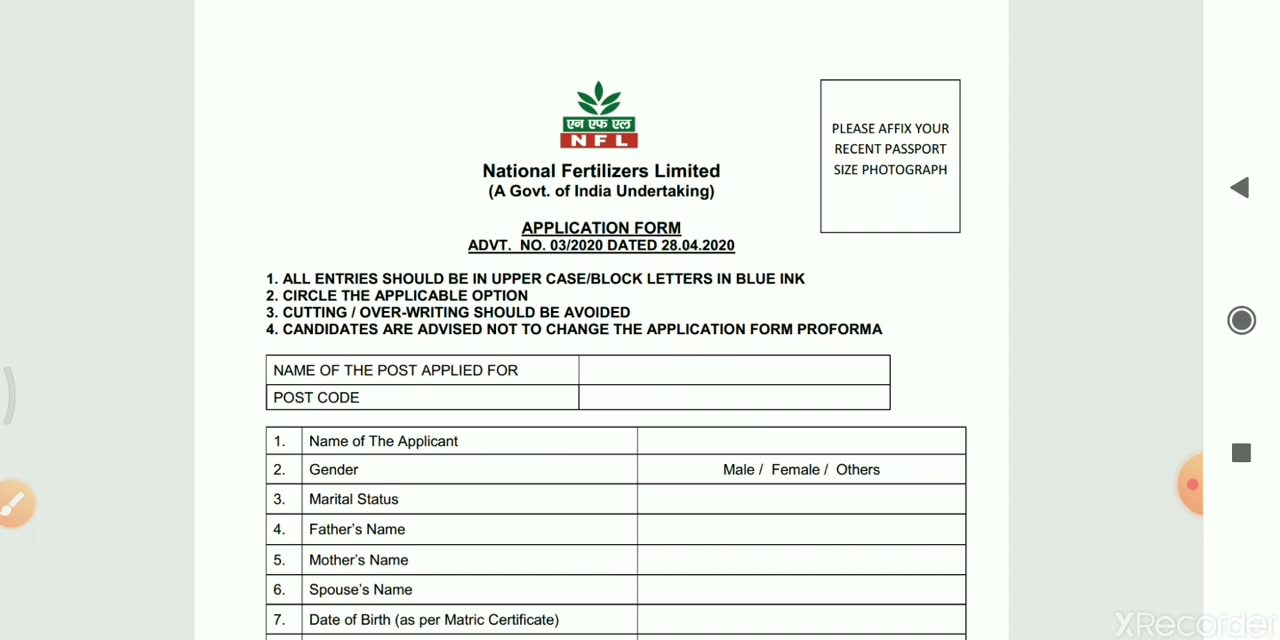 एन एफ एल
NFL
National Fertilizers Limited
(A Govt. of India Undertaking)
PLEASE AFFIX YOUR
RECENT PASSPORT
SIZE PHOTOGRAPH
APPLICATION FORM
ADVT. NO. 03/2020 DATED 28.04.2020
1. ALL ENTRIES SHOULD BE IN UPPER CASE/BLOCK LETTERS IN BLUE INK
2. CIRCLE THE APPLICABLE OPTION
3. CUTTING / OVER-WRITING SHOULD BE AVOIDED
4. CANDIDATES ARE ADVISED NOT TO CHANGE THE APPLICATION FORM PROFORMA
NAME OF THE POST APPLIED FOR
POST CODE
1. Name of The Applicant
2. Gender Male / Female / Others
3. Marital Status
4. Father's Name
5. Mother's Name
6. Spouse's Name
7. Date of Birth (as per Matric Certificate)
XRecorder